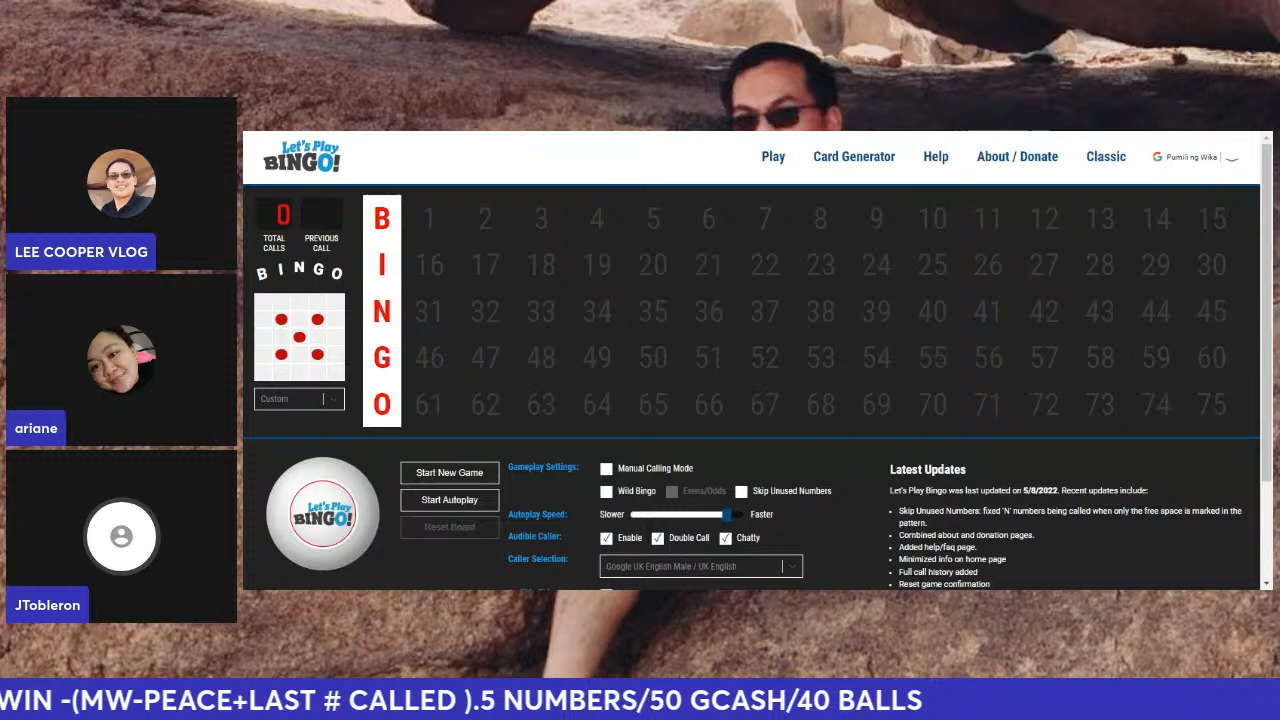 Let's Play
BINGO!
Play
Card Generator
Help
About / Donate
Classic
G Pumili ng Wika
0
TOTAL CALLS
PREVIOUS CALL
B I N G O
Custom
B 1 2 3 4 5 6 7 8 9 10 11 12 13 14 15
I 16 17 18 19 20 21 22 23 24 25 26 27 28 29 30
N 31 32 33 34 35 36 37 38 39 40 41 42 43 44 45
G 46 47 48 49 50 51 52 53 54 55 56 57 58 59 60
O 61 62 63 64 65 66 67 68 69 70 71 72 73 74 75
LEE COOPER VLOG
ariane
JTobleron
Let's Play
BINGO!
Start New Game
Start Autoplay
Reset Board
Gameplay Settings:
Manual Calling Mode
Wild Bingo
Evens/Odds
Skip Unused Numbers
Autoplay Speed:
Slower
Faster
Audible Caller:
Enable
Double Call
Chatty
Caller Selection:
Google UK English Male / UK English
Latest Updates
Let's Play Bingo was last updated on 5/8/2022. Recent updates include:
Skip Unused Numbers: fixed 'N' numbers being called when only the free space is marked in the
pattern.
Combined about and donation pages.
Added help/faq page.
Minimized info on home page
Full call history added
Reset game confirmation
WIN -(MW-PEACE+LAST # CALLED ).5 NUMBERS/50 GCASH/40 BALLS